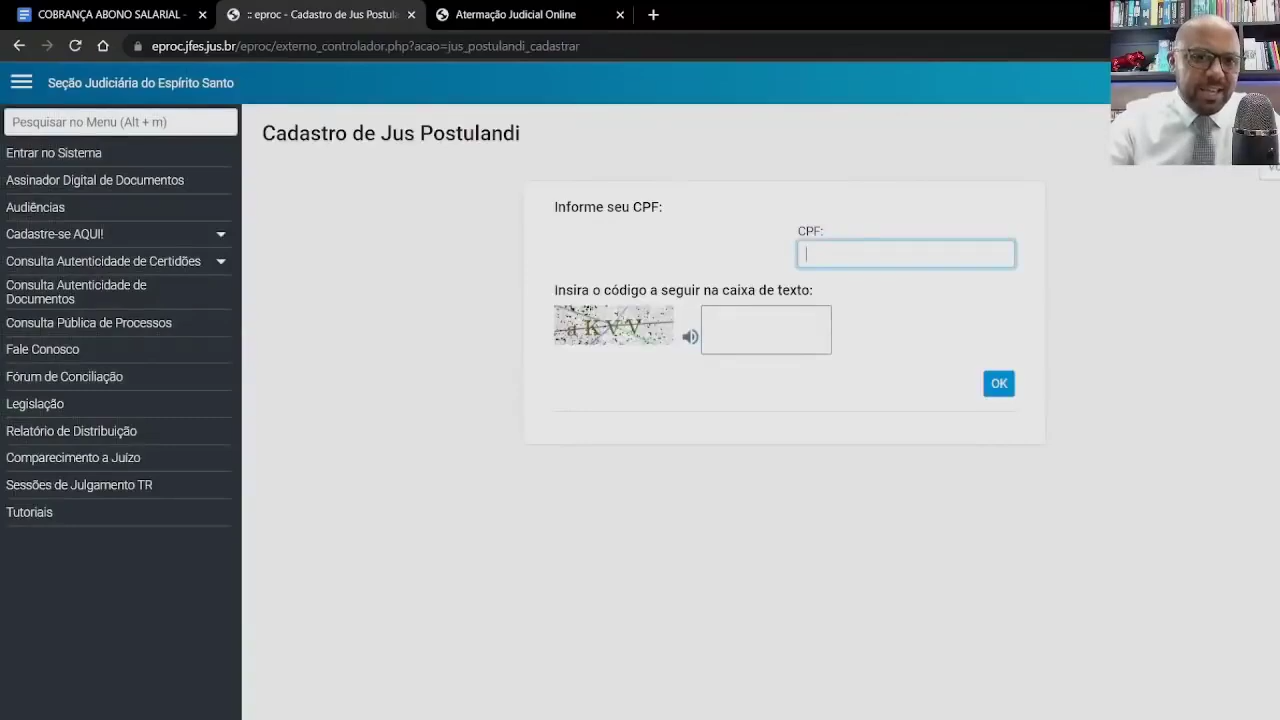 COBRANÇA ABONO SALARIAL -
:: eproc - Cadastro de Jus Postula
Atermação Judicial Online
eproc.jfes.jus.br/eproc/externo_controlador.php?acao=jus_postulandi_cadastrar
Seção Judiciária do Espírito Santo
Pesquisar no Menu (Alt + m)
Entrar no Sistema
Assinador Digital de Documentos
Audiências
Cadastre-se AQUI!
Consulta Autenticidade de Certidões
Consulta Autenticidade de
Documentos
Consulta Pública de Processos
Fale Conosco
Fórum de Conciliação
Legislação
Relatório de Distribuição
Comparecimento a Juízo
Sessões de Julgamento TR
Tutoriais
Cadastro de Jus Postulandi
Informe seu CPF:
CPF:
Insira o código a seguir na caixa de texto:
a K V V
OK